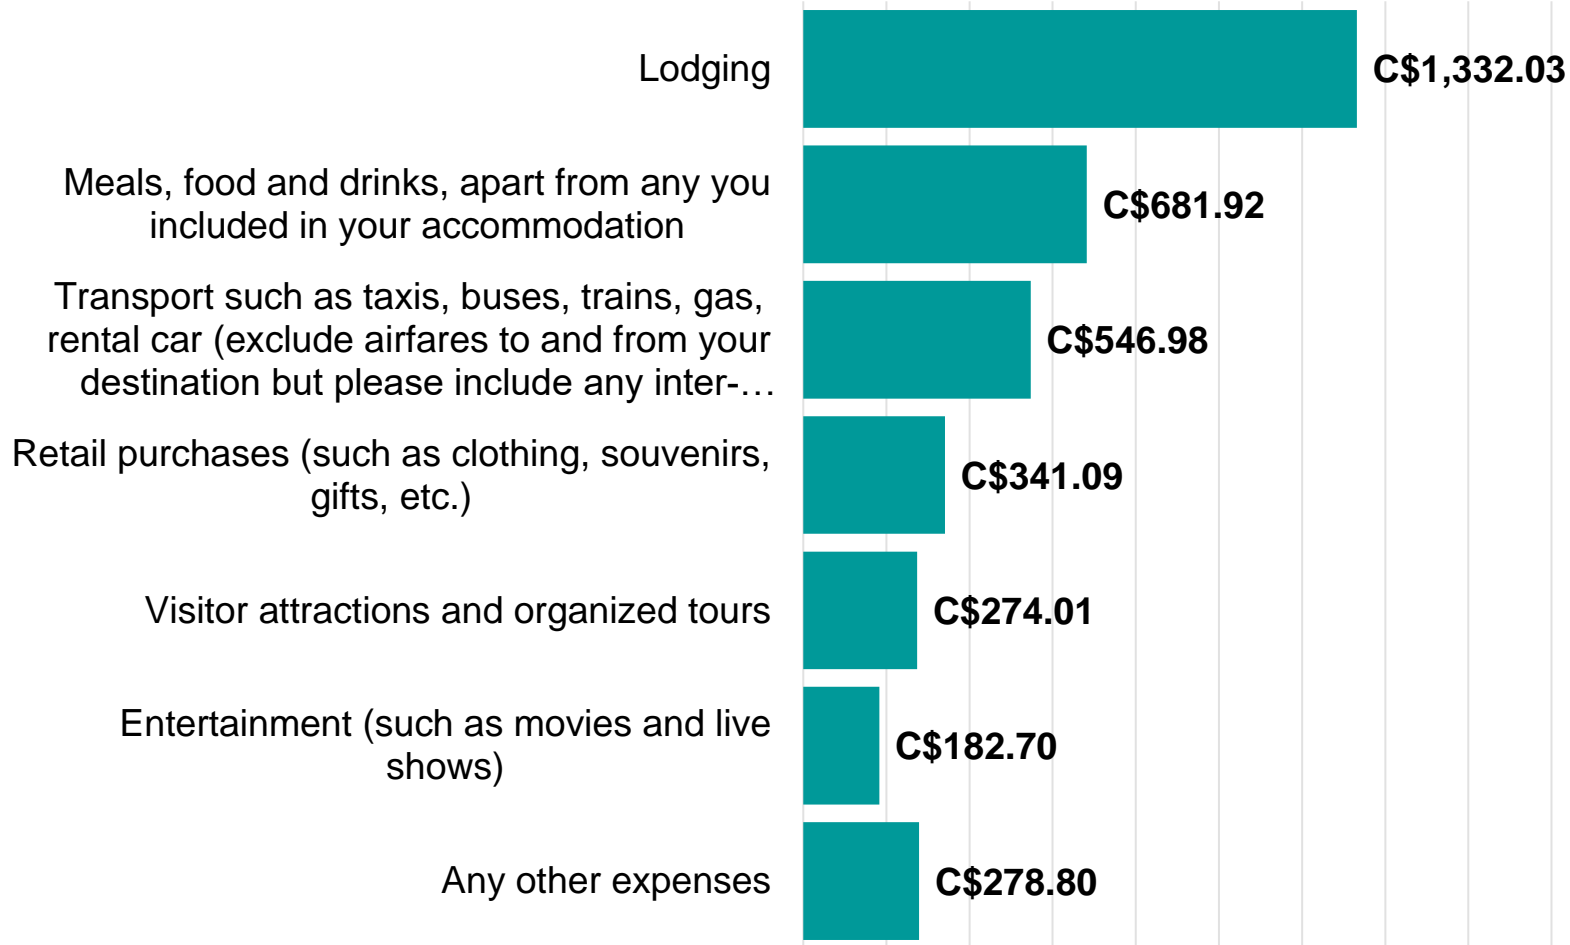 Lodging
C$1,332.03
Meals, food and drinks, apart from any you
included in your accommodation
C$681.92
Transport such as taxis, buses, trains, gas,
rental car (exclude airfares to and from your
destination but please include any inter-…
C$546.98
Retail purchases (such as clothing, souvenirs,
gifts, etc.)
C$341.09
Visitor attractions and organized tours
C$274.01
Entertainment (such as movies and live
shows)
C$182.70
Any other expenses
C$278.80